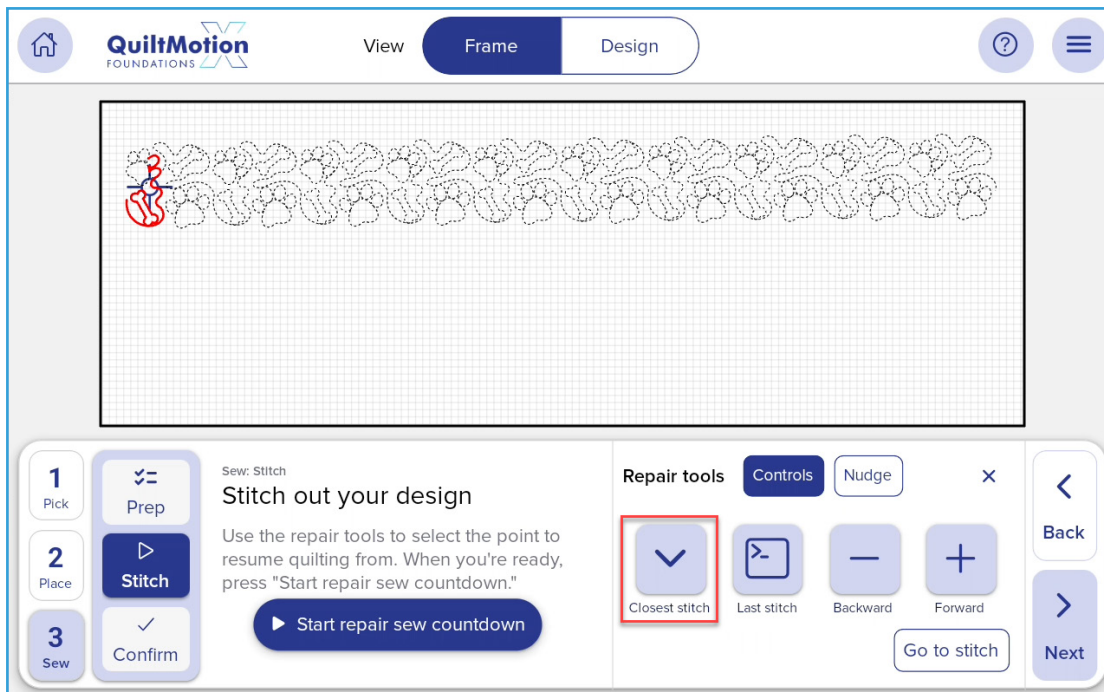 QuiltMotion
FOUNDATIONS
View
Frame
Design
?
1
Pick
2
Place
3
Sew
Prep
Stitch
Confirm
Sew: Stitch
Stitch out your design
Use the repair tools to select the point to
resume quilting from. When you're ready,
press "Start repair sew countdown."
Start repair sew countdown
Repair tools
Controls
Nudge
Closest stitch
Last stitch
Backward
Forward
Go to stitch
Back
Next